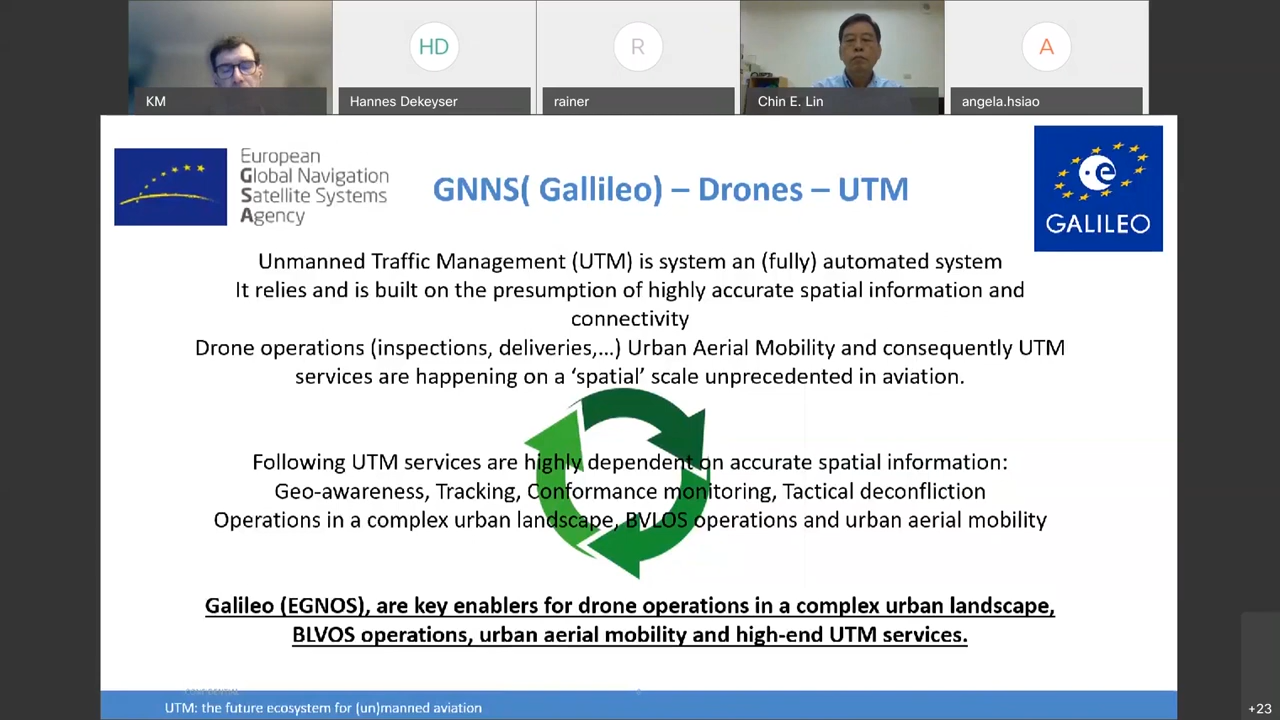 HD
R
A
KM
Hannes Dekeyser
rainer
Chin E. Lin
angela.hsiao
European
Global Navigation
Satellite Systems
Agency
GNNS( Gallileo) – Drones – UTM
GALILEO
Unmanned Traffic Management (UTM) is system an (fully) automated system
It relies and is built on the presumption of highly accurate spatial information and
connectivity
Drone operations (inspections, deliveries,...) Urban Aerial Mobility and consequently UTM
services are happening on a ‘spatial’ scale unprecedented in aviation.
Following UTM services are highly dependent on accurate spatial information:
Geo-awareness, Tracking, Conformance monitoring, Tactical deconfliction
Operations in a complex urban landscape, BVLOS operations and urban aerial mobility
Galileo (EGNOS), are key enablers for drone operations in a complex urban landscape,
BLVOS operations, urban aerial mobility and high-end UTM services.
UTM: the future ecosystem for (un)manned aviation
+23